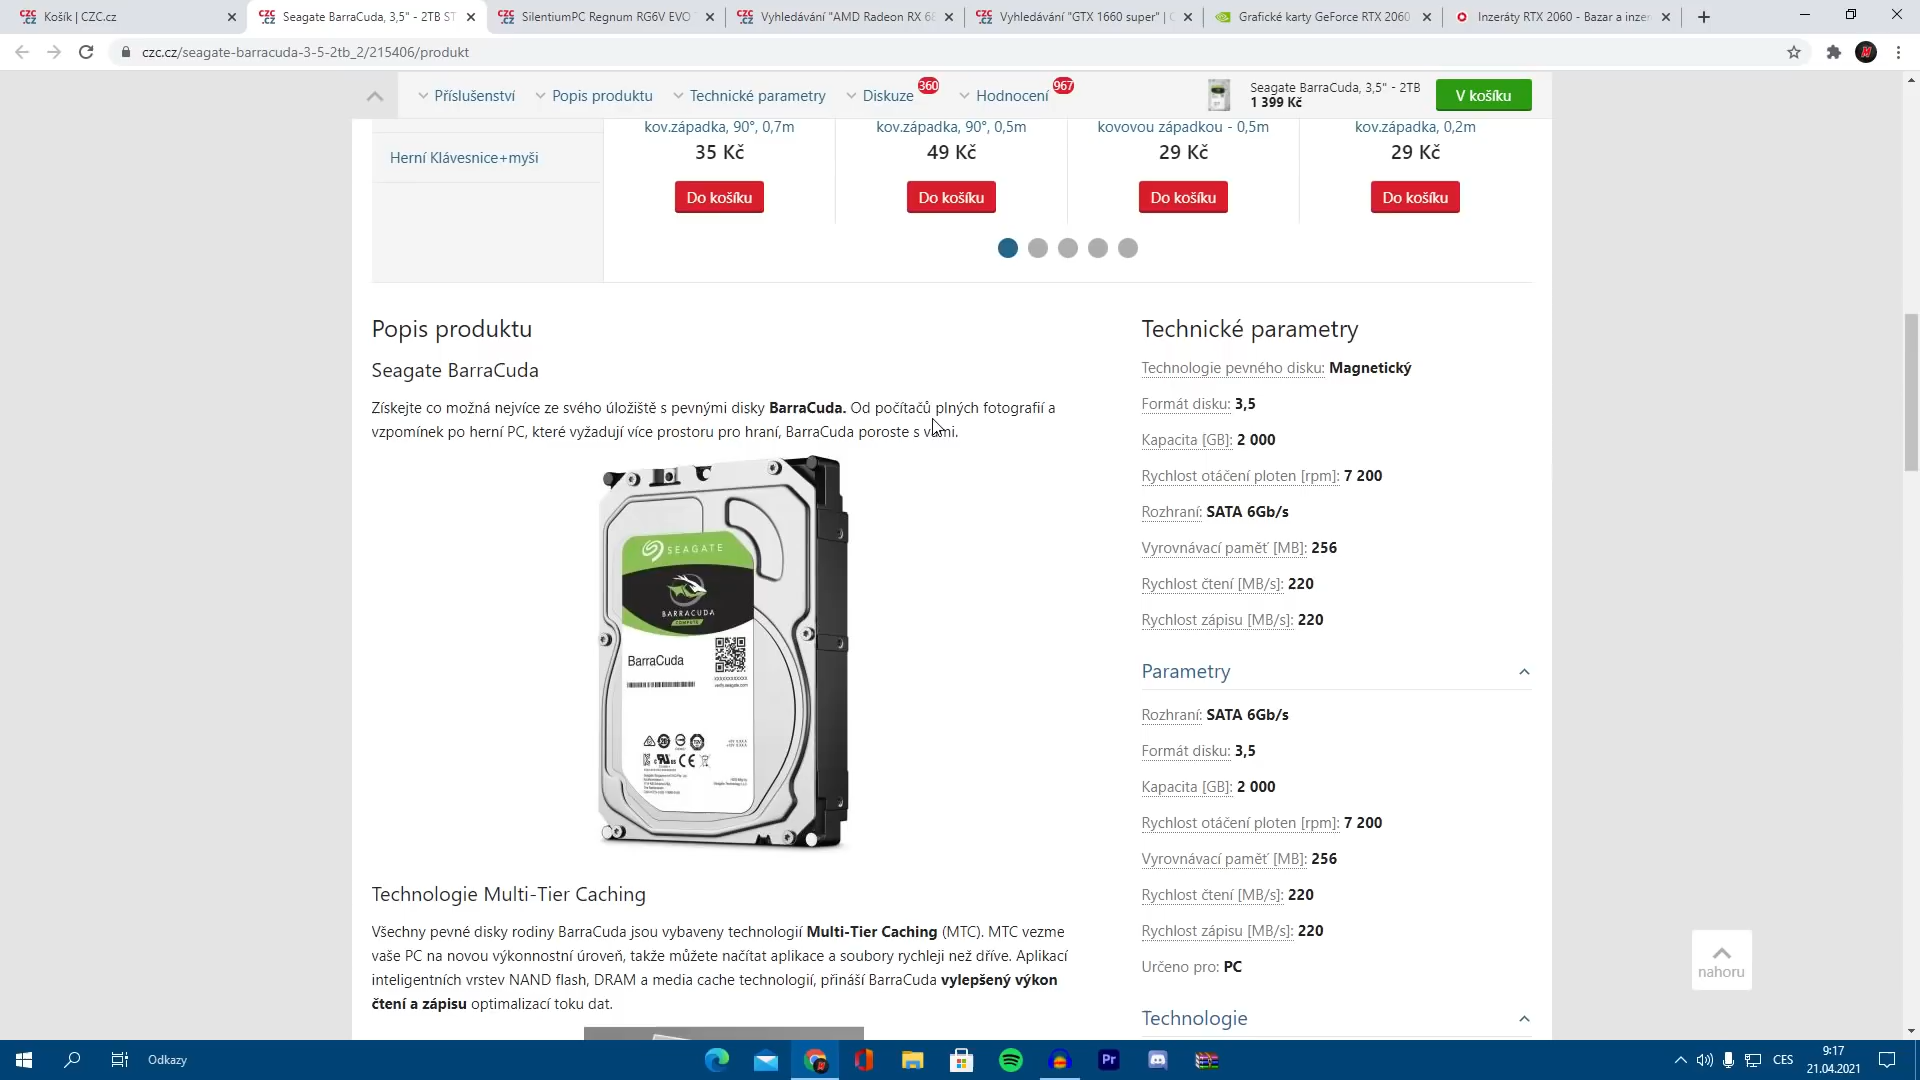 Košík | CZC.cz
Seagate BarraCuda, 3,5" - 2TB ST
SilentiumPC Regnum RG6V EVO
Vyhledávání "AMD Radeon RX 68
Vyhledávání "GTX 1660 super" | C
Grafické karty GeForce RTX 2060
Inzeráty RTX 2060 - Bazar a inzer
czc.cz/seagate-barracuda-3-5-2tb_2/215406/produkt
Příslušenství
Popis produktu
Technické parametry
Diskuze 360
Hodnocení 967
Seagate BarraCuda, 3,5" - 2TB
1 399 Kč
V košíku
Herní Klávesnice+myši
kov.západka, 90°, 0,7m
35 Kč
Do košíku
kov.západka, 90°, 0,5m
49 Kč
Do košíku
kovovou západkou - 0,5m
29 Kč
Do košíku
kov.západka, 0,2m
29 Kč
Do košíku
Popis produktu
Seagate BarraCuda
Získejte co možná nejvíce ze svého úložiště s pevnými disky BarraCuda. Od počítačů plných fotografií a
vzpomínek po herní PC, které vyžadují více prostoru pro hraní, BarraCuda poroste s vámi.
SEAGATE
BARRACUDA
COMPUTE
BarraCuda
Technologie Multi-Tier Caching
Všechny pevné disky rodiny BarraCuda jsou vybaveny technologií Multi-Tier Caching (MTC). MTC vezme
vaše PC na novou výkonnostní úroveň, takže můžete načítat aplikace a soubory rychleji než dříve. Aplikací
inteligentních vrstev NAND flash, DRAM a media cache technologií, přináší BarraCuda vylepšený výkon
čtení a zápisu optimalizací toku dat.
Technické parametry
Technologie pevného disku: Magnetický
Formát disku: 3,5
Kapacita [GB]: 2 000
Rychlost otáčení ploten [rpm]: 7 200
Rozhraní: SATA 6Gb/s
Vyrovnávací paměť [MB]: 256
Rychlost čtení [MB/s]: 220
Rychlost zápisu [MB/s]: 220
Parametry
Rozhraní: SATA 6Gb/s
Formát disku: 3,5
Kapacita [GB]: 2 000
Rychlost otáčení ploten [rpm]: 7 200
Vyrovnávací paměť [MB]: 256
Rychlost čtení [MB/s]: 220
Rychlost zápisu [MB/s]: 220
Určeno pro: PC
Technologie
nahoru
Odkazy
Pr
CES
9:17
21.04.2021